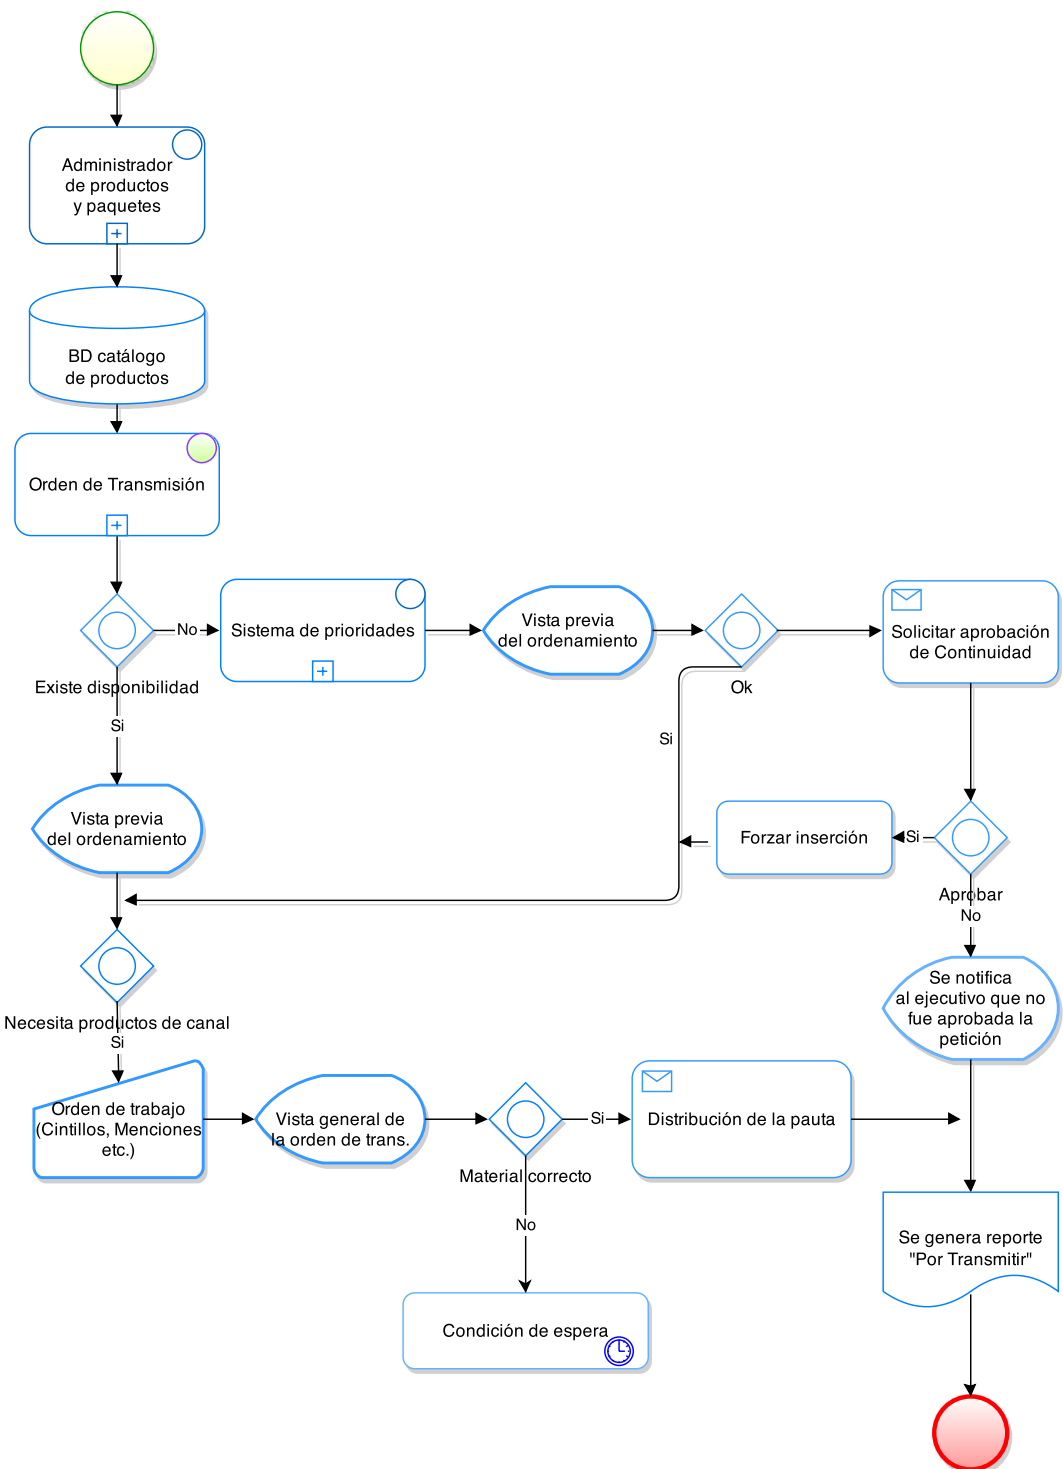 Administrador
de productos
y paquetes
BD catálogo
de productos
Orden de Transmisión
No
Sistema de prioridades
Vista previa
del ordenamiento
Solicitar aprobación
de Continuidad
Existe disponibilidad
Ok
Si
Si
Vista previa
del ordenamiento
Forzar inserción
Si
Aprobar
No
Se notifica
al ejecutivo que no
fue aprobada la
petición
Necesita productos de canal
Si
Orden de trabajo
(Cintillos, Menciones
etc.)
Vista general de
la orden de trans.
Si
Distribución de la pauta
Material correcto
No
Se genera reporte
"Por Transmitir"
Condición de espera